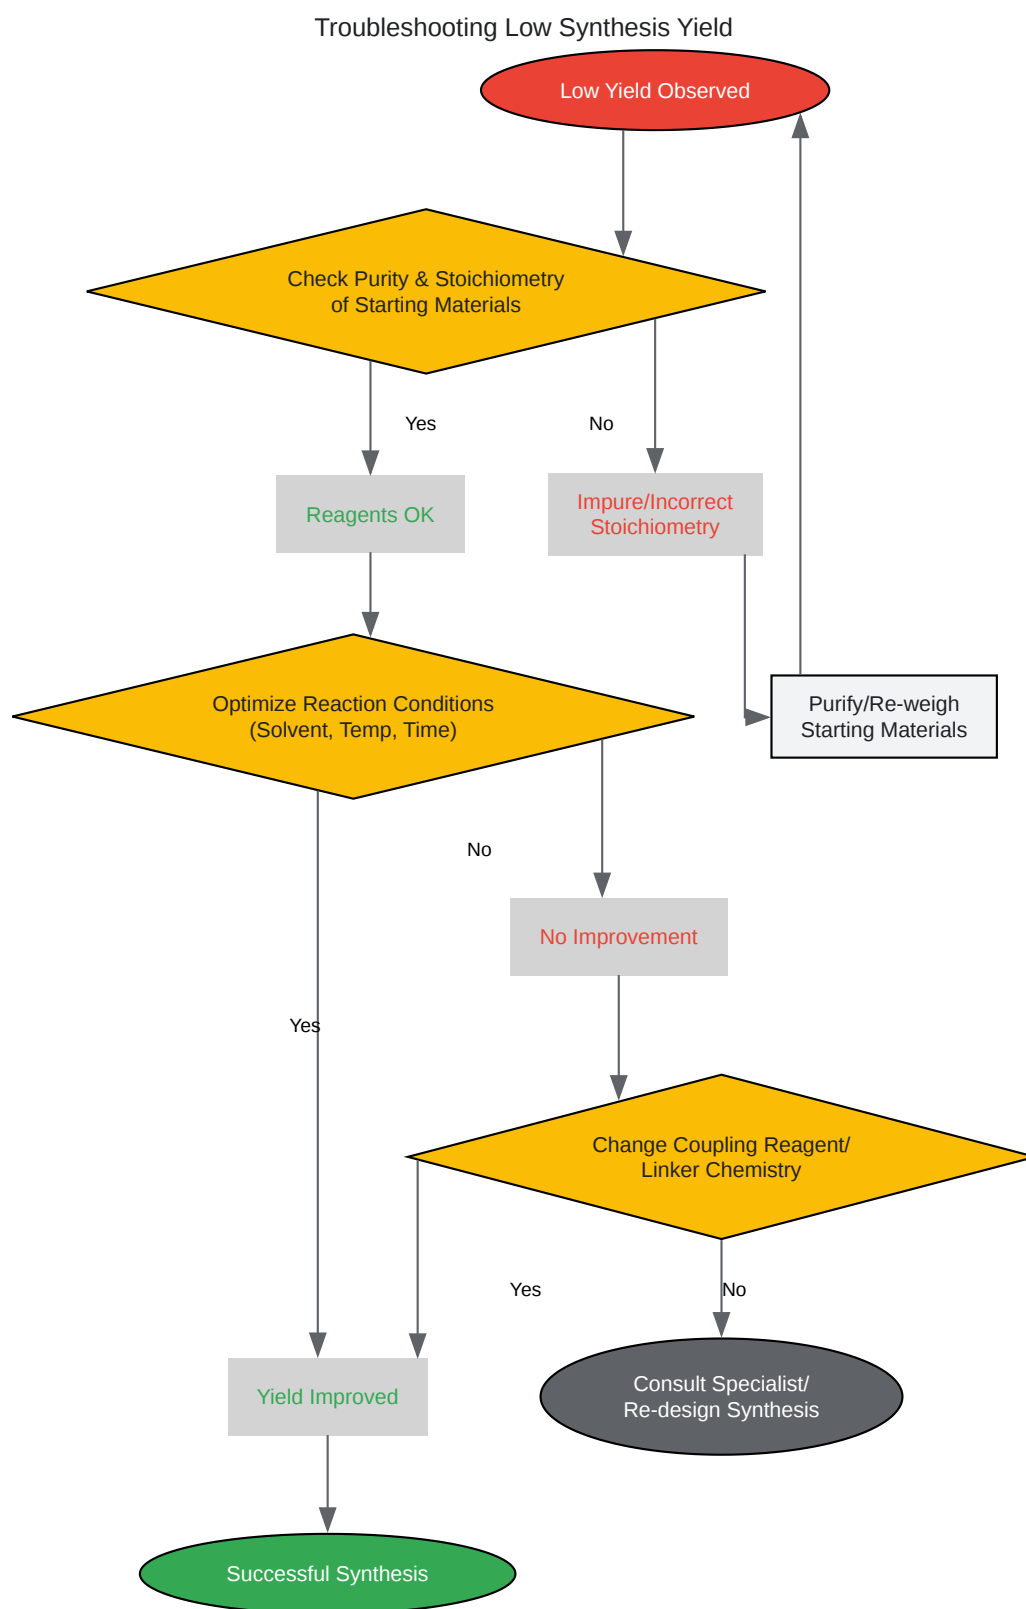 Troubleshooting Low Synthesis Yield
Low Yield Observed
Check Purity & Stoichiometry
of Starting Materials
Yes
No
Reagents OK
Impure/Incorrect
Stoichiometry
Optimize Reaction Conditions
(Solvent, Temp, Time)
Purify/Re-weigh
Starting Materials
No
No Improvement
Yes
Change Coupling Reagent/
Linker Chemistry
Yes
No
Yield Improved
Consult Specialist/
Re-design Synthesis
Successful Synthesis